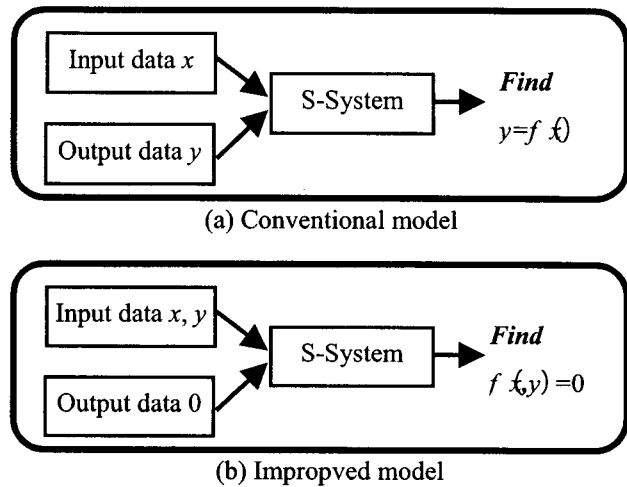 Input data x
Output data y
S-System
Find
y=f x()
(a) Conventional model
Input data x, y
Output data 0
S-System
Find
f x(,y) =0
(b) Impropved model